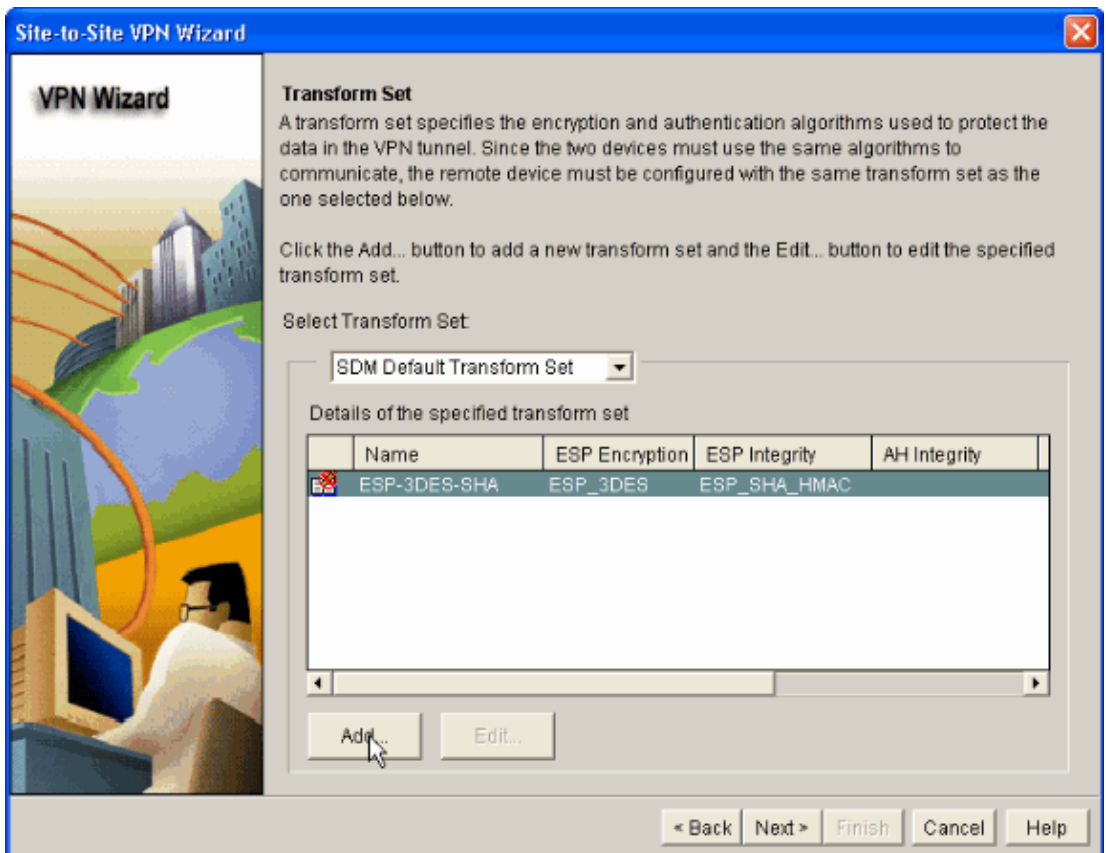 Site-to-Site VPN Wizard
VPN Wizard
Transform Set
A transform set specifies the encryption and authentication algorithms used to protect the
data in the VPN tunnel. Since the two devices must use the same algorithms to
communicate, the remote device must be configured with the same transform set as the
one selected below.
Click the Add... button to add a new transform set and the Edit... button to edit the specified
transform set.
Select Transform Set:
SDM Default Transform Set
Details of the specified transform set
Name ESP Encryption ESP Integrity AH Integrity
ESP-3DES-SHA ESP_3DES ESP_SHA_HMAC
Add... Edit...
< Back Next > Finish Cancel Help